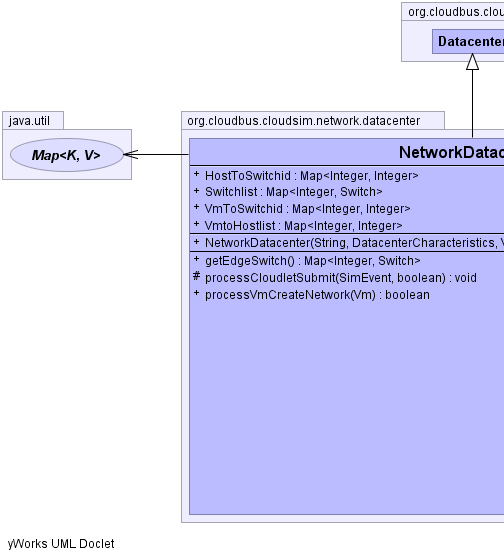 org.cloudbus.clou
Datacenter
java.util
org.cloudbus.cloudsim.network.datacenter
Map<K, V>
NetworkDatac
+ HostToSwitchid : Map<Integer, Integer>
+ Switchlist : Map<Integer, Switch>
+ VmToSwitchid : Map<Integer, Integer>
+ VmtoHostlist : Map<Integer, Integer>
+ NetworkDatacenter(String, DatacenterCharacteristics, V
+ getEdgeSwitch() : Map<Integer, Switch>
# processCloudletSubmit(SimEvent, boolean) : void
+ processVmCreateNetwork(Vm) : boolean
yWorks UML Doclet